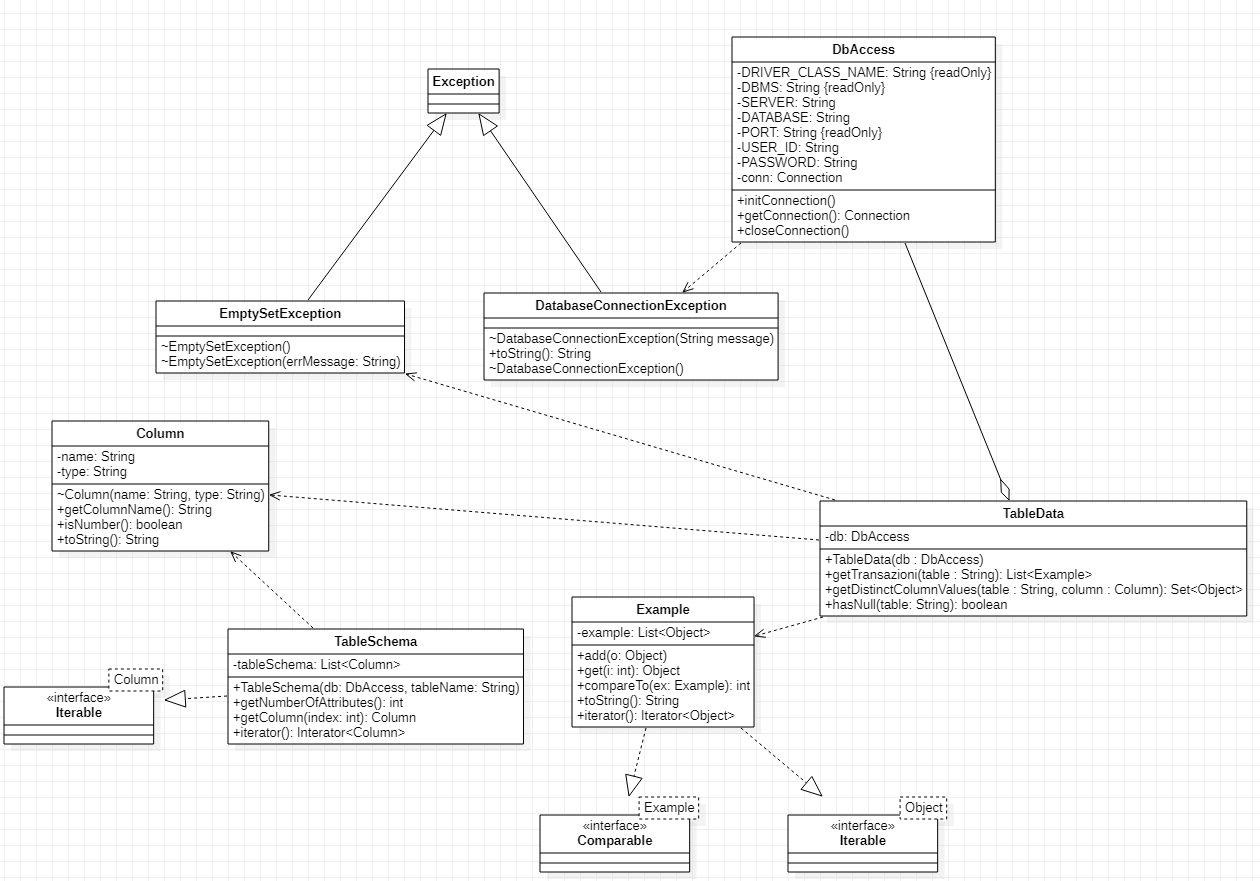 Exception
DbAccess
-DRIVER_CLASS_NAME: String {readOnly}
-DBMS: String {readOnly}
-SERVER: String
-DATABASE: String
-PORT: String {readOnly}
-USER_ID: String
-PASSWORD: String
-conn: Connection
+initConnection()
+getConnection(): Connection
+closeConnection()
EmptySetException
~EmptySetException()
~EmptySetException(errMessage: String)
DatabaseConnectionException
~DatabaseConnectionException(String message)
+toString(): String
~DatabaseConnectionException()
Column
-name: String
-type: String
~Column(name: String, type: String)
+getColumnName(): String
+isNumber(): boolean
+toString(): String
TableData
-db: DbAccess
+TableData(db : DbAccess)
+getTransazioni(table : String): List<Example>
+getDistinctColumnValues(table : String, column : Column): Set<Object>
+hasNull(table: String): boolean
Example
-example: List<Object>
+add(o: Object)
+get(i: int): Object
+compareTo(ex: Example): int
+toString(): String
+iterator(): Iterator<Object>
TableSchema
-tableSchema: List<Column>
+TableSchema(db: DbAccess, tableName: String)
+getNumberOfAttributes(): int
+getColumn(index: int): Column
+iterator(): Interator<Column>
Column
«interface»
Iterable
Example
«interface»
Comparable
Object
«interface»
Iterable